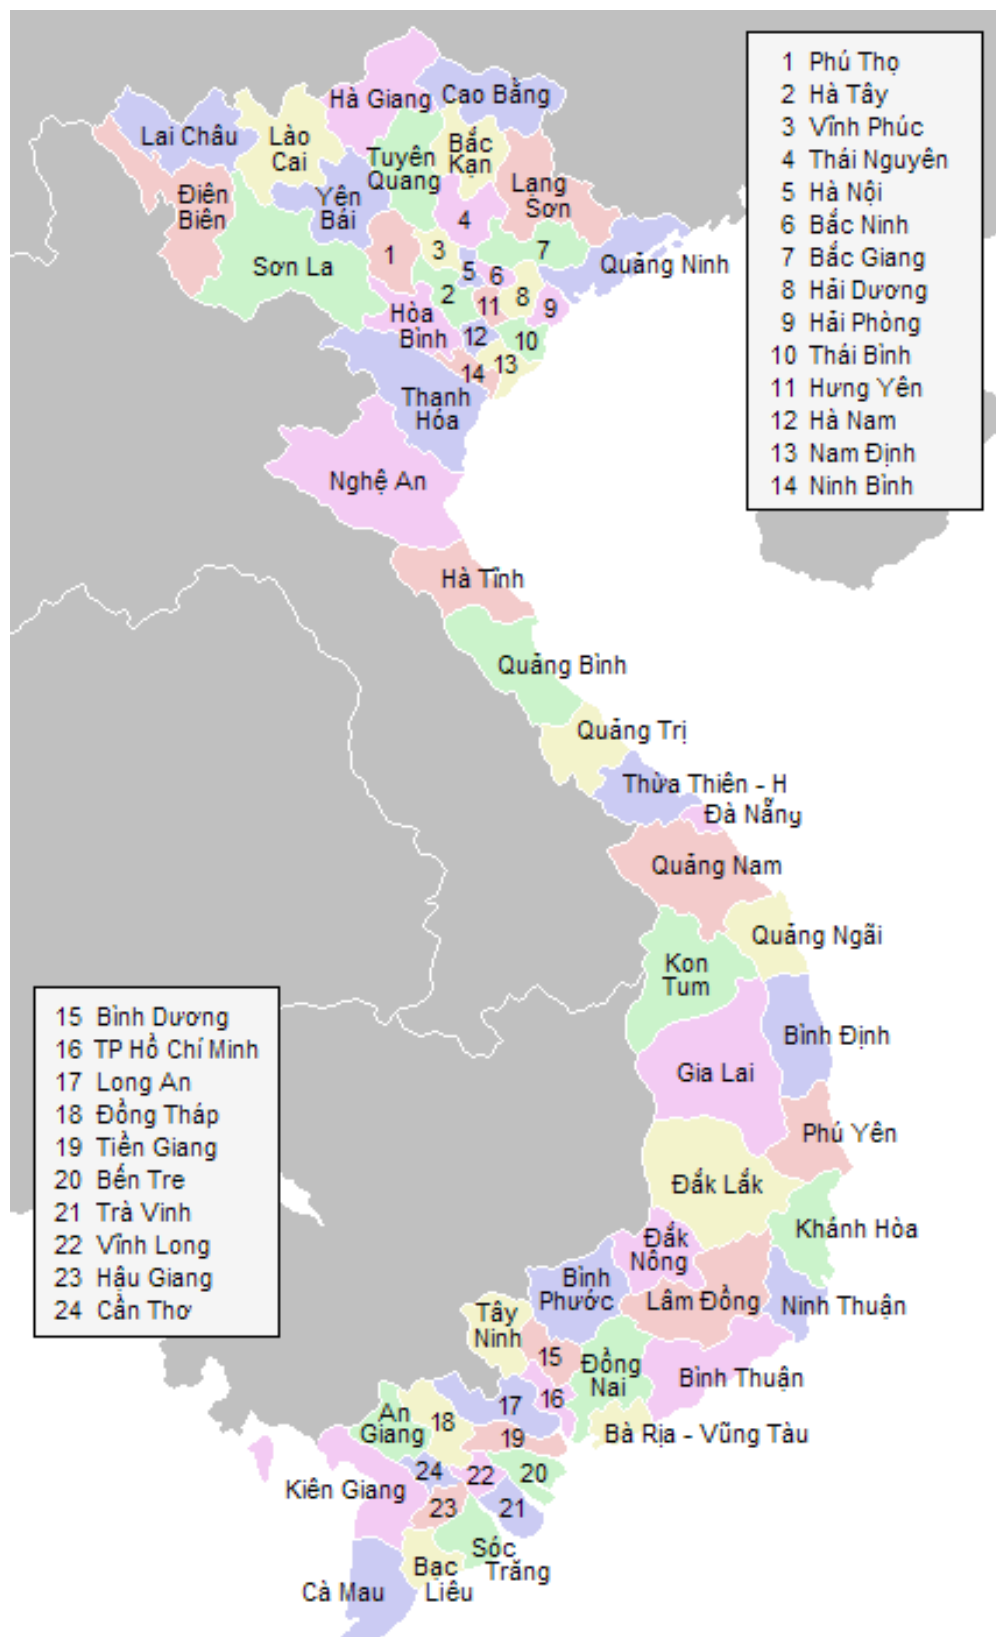 Hà Giang
Cao Bằng
Lai Châu
Lào
Cai
Bắc
Kạn
Tuyên
Quang
Điên
Biên
Yên
Bái
Lạng
Sơn
4
Sơn La
1
3
7
Quảng Ninh
5
6
2
8
11
9
Hòa
Bình
12
10
13
14
Thanh
Hóa
Nghệ An
Hà Tĩnh
Quảng Bình
Quảng Trị
Thừa Thiên - H
Đà Nẵng
Quảng Nam
Quảng Ngãi
Kon
Tum
Bình Định
Gia Lai
Phú Yên
Đắk Lắk
Khánh Hòa
Đắk
Nông
Bình
Phước
Lâm Đồng
Ninh Thuận
Tây
Ninh
15
Đồng
Nai
Bình Thuận
16
17
An
Giang
18
19
Bà Rịa - Vũng Tàu
24
22
20
Kiên Giang
23
21
Sóc
Trăng
Bạc
Liêu
Cà Mau
1 Phú Thọ
2 Hà Tây
3 Vĩnh Phúc
4 Thái Nguyên
5 Hà Nội
6 Bắc Ninh
7 Bắc Giang
8 Hải Dương
9 Hải Phòng
10 Thái Bình
11 Hưng Yên
12 Hà Nam
13 Nam Định
14 Ninh Bình
15 Bình Dương
16 TP Hồ Chí Minh
17 Long An
18 Đồng Tháp
19 Tiền Giang
20 Bến Tre
21 Trà Vinh
22 Vĩnh Long
23 Hậu Giang
24 Cần Thơ